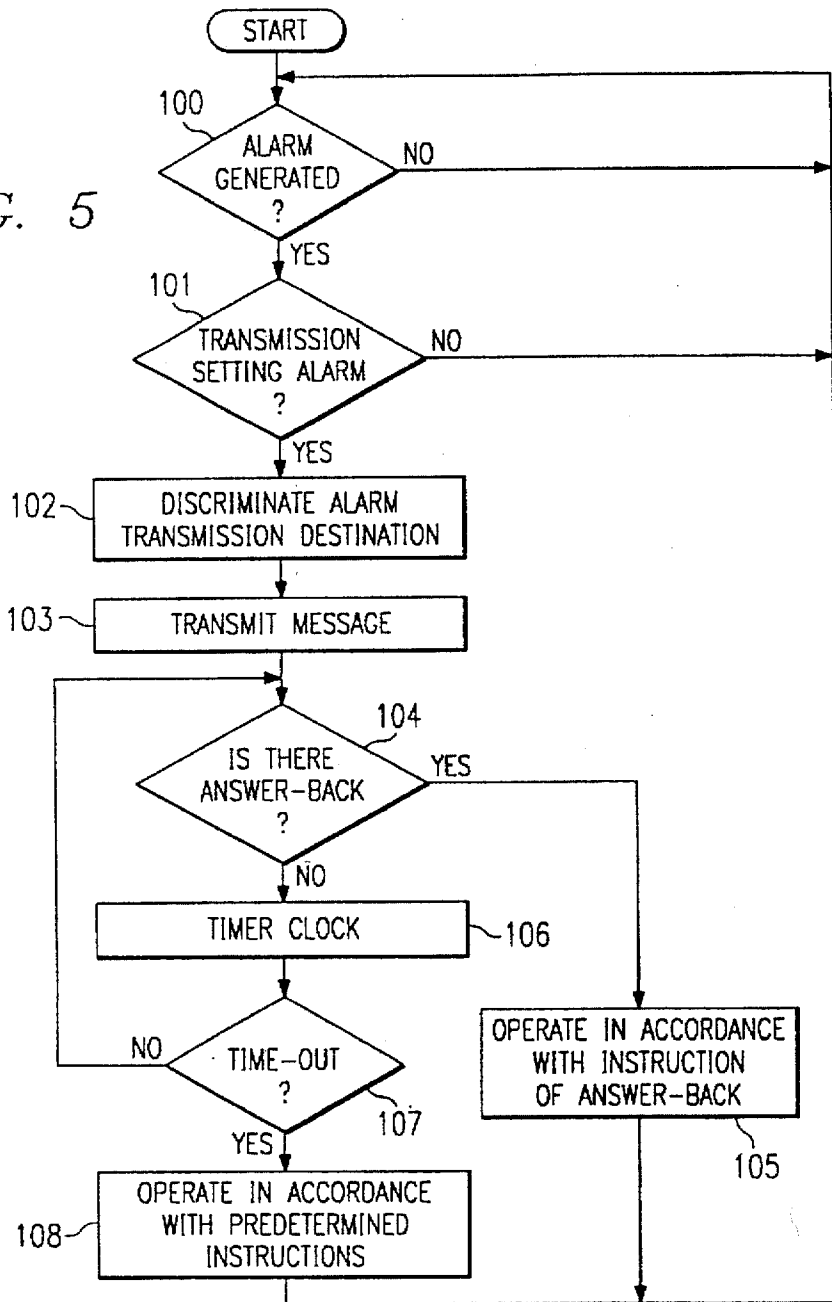 START
100
ALARM
GENERATED
?
NO
G. 5
YES
101
TRANSMISSION
SETTING ALARM
?
NO
YES
102
DISCRIMINATE ALARM
TRANSMISSION DESTINATION
103
TRANSMIT MESSAGE
104
IS THERE
ANSWER-BACK
?
YES
NO
TIMER CLOCK
106
NO
TIME-OUT
?
107
OPERATE IN ACCORDANCE
WITH INSTRUCTION
OF ANSWER-BACK
105
YES
108
OPERATE IN ACCORDANCE
WITH PREDETERMINED
INSTRUCTIONS